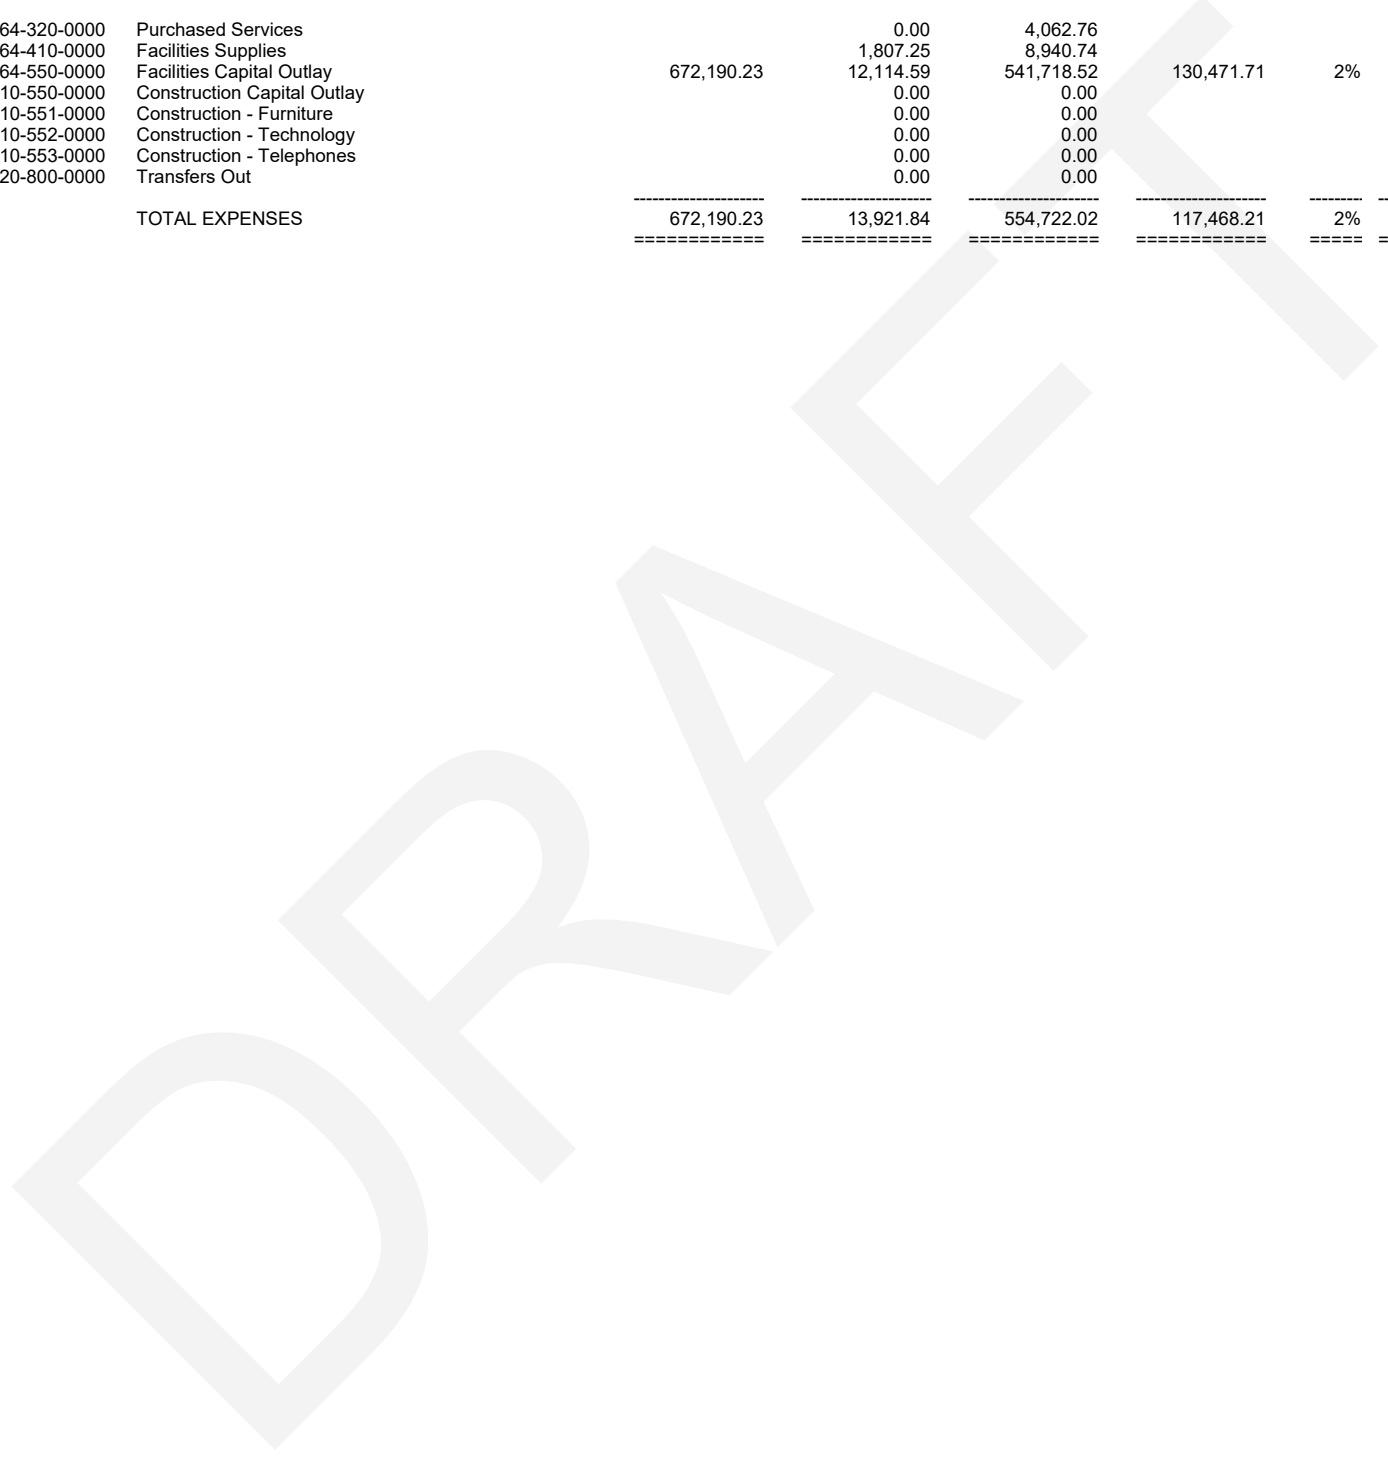 64-320-0000 Purchased Services 0.00 4,062.76
64-410-0000 Facilities Supplies 1,807.25 8,940.74
64-550-0000 Facilities Capital Outlay 672,190.23 12,114.59 541,718.52 130,471.71 2%
10-550-0000 Construction Capital Outlay 0.00 0.00
10-551-0000 Construction - Furniture 0.00 0.00
10-552-0000 Construction - Technology 0.00 0.00
10-553-0000 Construction - Telephones 0.00 0.00
20-800-0000 Transfers Out 0.00 0.00
--------------------- --------------------- --------------------- --------------------- -------- --
TOTAL EXPENSES 672,190.23 13,921.84 554,722.02 117,468.21 2%
============ ============ ============ ============ ===== =
DRAFT